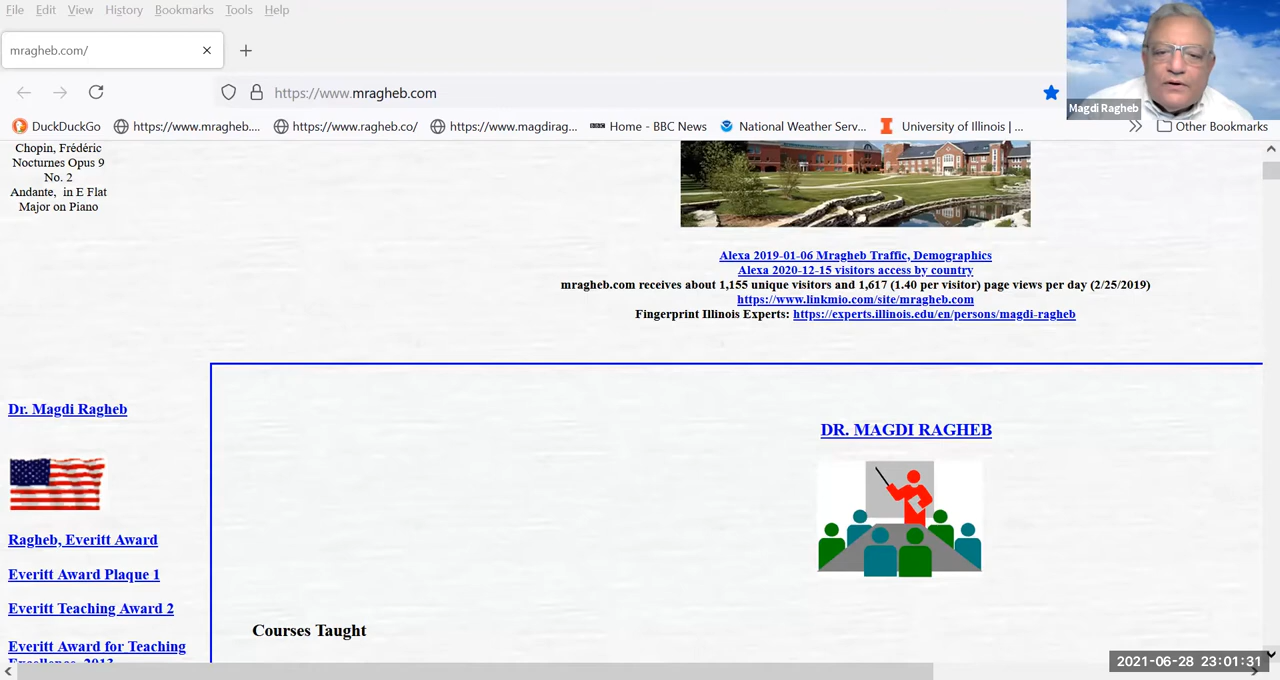 File Edit View History Bookmarks Tools Help
mragheb.com/
https://www.mragheb.com
Magdi Ragheb
DuckDuckGo https://www.mragheb.... https://www.ragheb.co/ https://www.magdirag... Home - BBC News National Weather Serv... University of Illinois | ... Other Bookmarks
Chopin, Frédéric
Nocturnes Opus 9
No. 2
Andante, in E Flat
Major on Piano
Alexa 2019-01-06 Mragheb Traffic, Demographics
Alexa 2020-12-15 visitors access by country
mragheb.com receives about 1,155 unique visitors and 1,617 (1.40 per visitor) page views per day (2/25/2019)
https://www.linkmio.com/site/mragheb.com
Fingerprint Illinois Experts: https://experts.illinois.edu/en/persons/magdi-ragheb
Dr. Magdi Ragheb
Ragheb, Everitt Award
Everitt Award Plaque 1
Everitt Teaching Award 2
Everitt Award for Teaching
Excellence, 2013
DR. MAGDI RAGHEB
Courses Taught
2021-06-28 23:01:31